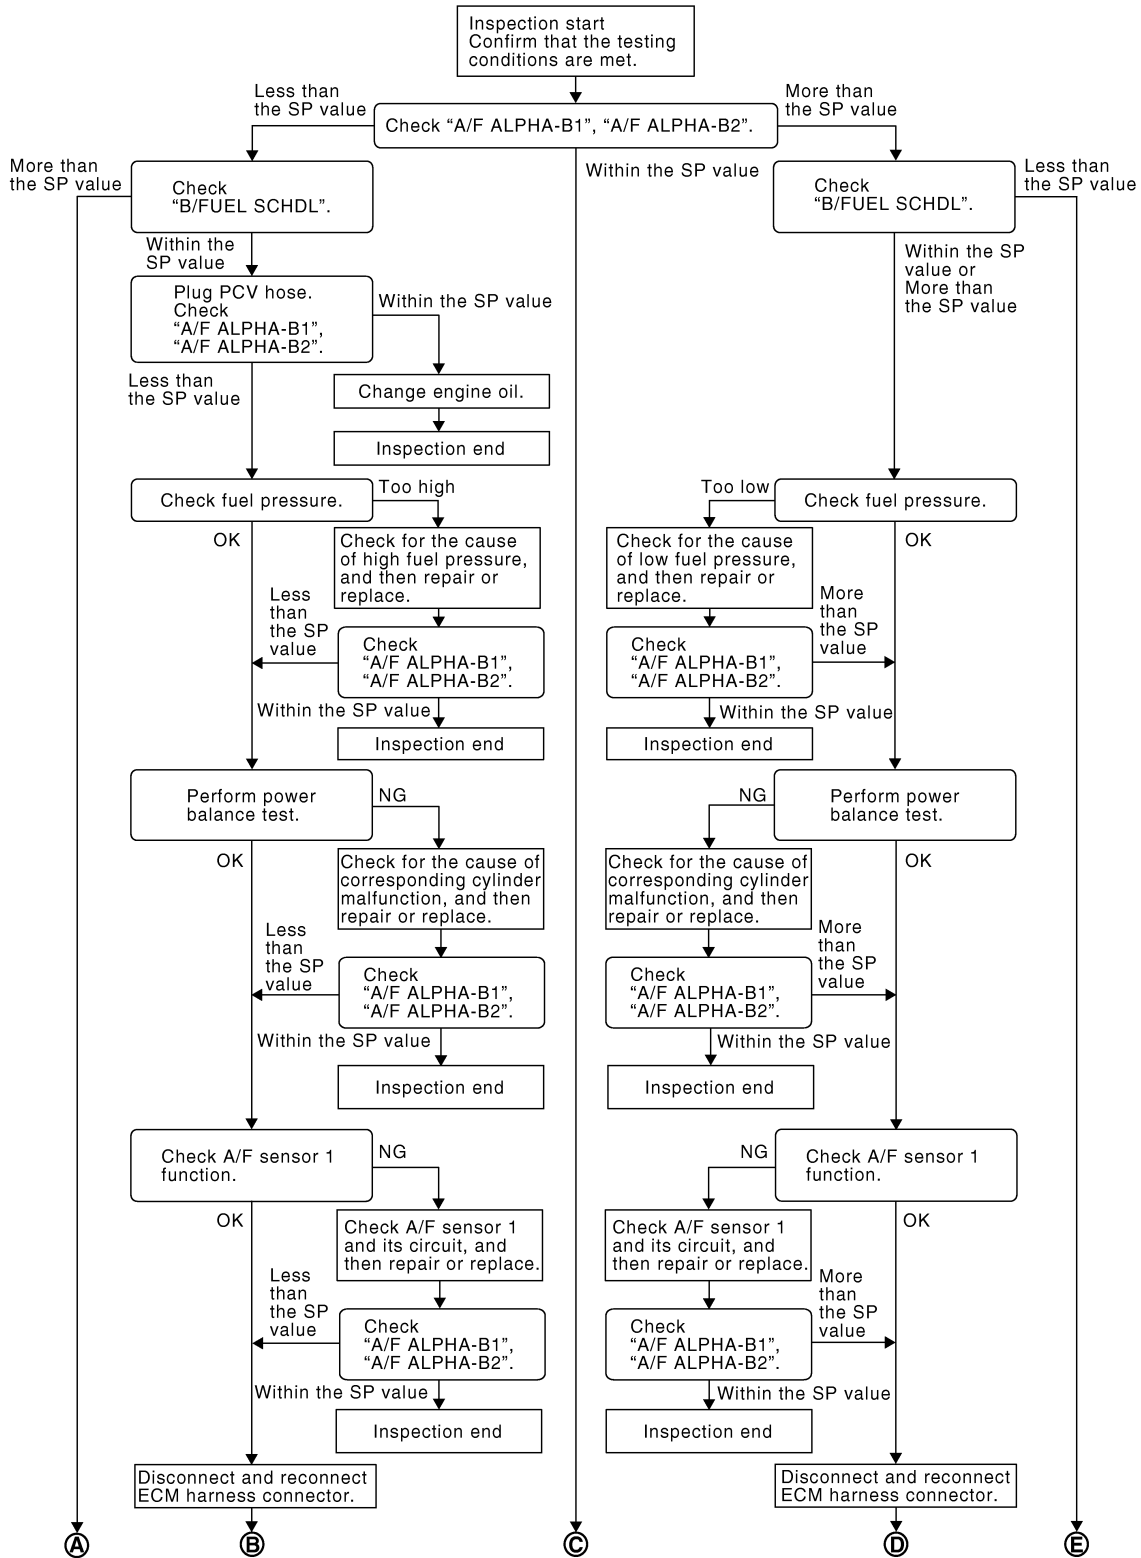 Inspection start
Confirm that the testing
conditions are met.
Less than
the SP value
More than
the SP value
Check “A/F ALPHA-B1”, “A/F ALPHA-B2”.
More than
the SP value
Within the SP value
Less than
the SP value
Check
“B/FUEL SCHDL”.
Check
“B/FUEL SCHDL”.
Within the
SP value
Within the SP
value or
More than
the SP value
Plug PCV hose.
Check
“A/F ALPHA-B1”,
“A/F ALPHA-B2”.
Within the SP value
Less than
the SP value
Change engine oil.
Inspection end
Check fuel pressure.
Too high
Too low
Check fuel pressure.
OK
Check for the cause
of high fuel pressure,
and then repair or
replace.
Check for the cause
of low fuel pressure,
and then repair or
replace.
OK
Less
than
the SP
value
Check
“A/F ALPHA-B1”,
“A/F ALPHA-B2”.
Check
“A/F ALPHA-B1”,
“A/F ALPHA-B2”.
More
than
the SP
value
Within the SP value
Within the SP value
Inspection end
Inspection end
Perform power
balance test.
NG
NG
Perform power
balance test.
OK
Check for the cause of
corresponding cylinder
malfunction, and then
repair or replace.
Check for the cause of
corresponding cylinder
malfunction, and then
repair or replace.
OK
Less
than
the SP
value
Check
“A/F ALPHA-B1”,
“A/F ALPHA-B2”.
Check
“A/F ALPHA-B1”,
“A/F ALPHA-B2”.
More
than
the SP
value
Within the SP value
Within the SP value
Inspection end
Inspection end
Check A/F sensor 1
function.
NG
NG
Check A/F sensor 1
function.
OK
Check A/F sensor 1
and its circuit, and
then repair or replace.
Check A/F sensor 1
and its circuit, and
then repair or replace.
OK
Less
than
the SP
value
Check
“A/F ALPHA-B1”,
“A/F ALPHA-B2”.
Check
“A/F ALPHA-B1”,
“A/F ALPHA-B2”.
More
than
the SP
value
Within the SP value
Within the SP value
Inspection end
Inspection end
Disconnect and reconnect
ECM harness connector.
Disconnect and reconnect
ECM harness connector.
A
B
C
D
E